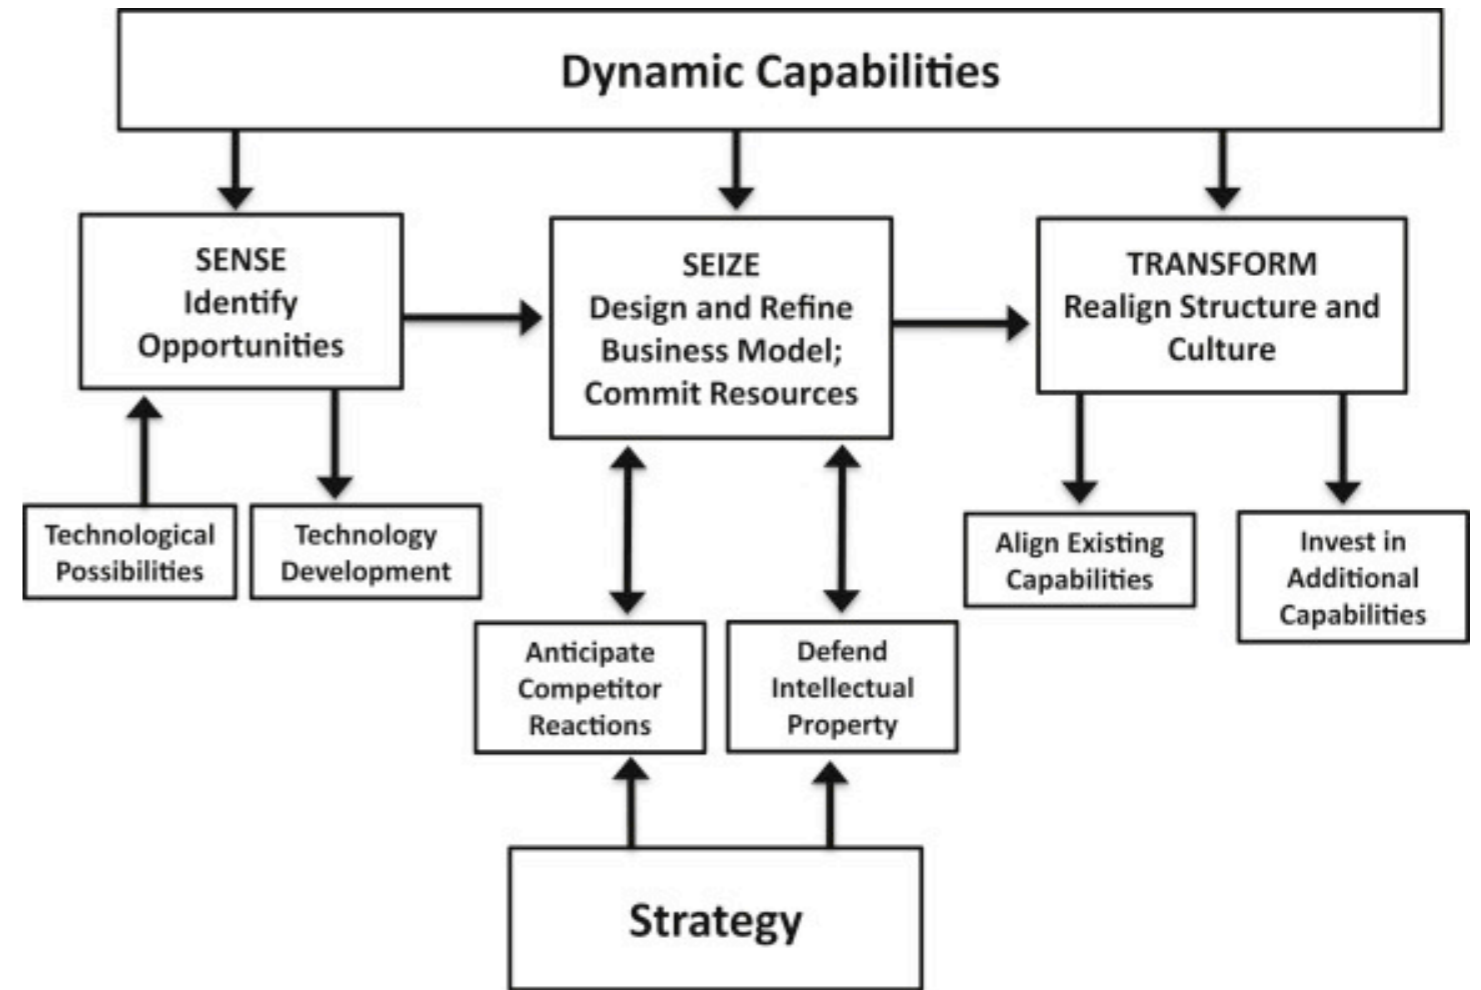 Dynamic Capabilities
SENSE
Identify
Opportunities
SEIZE
Design and Refine
Business Model;
Commit Resources
TRANSFORM
Realign Structure and
Culture
Technological
Possibilities
Technology
Development
Align Existing
Capabilities
Invest in
Additional
Capabilities
Anticipate
Competitor
Reactions
Defend
Intellectual
Property
Strategy